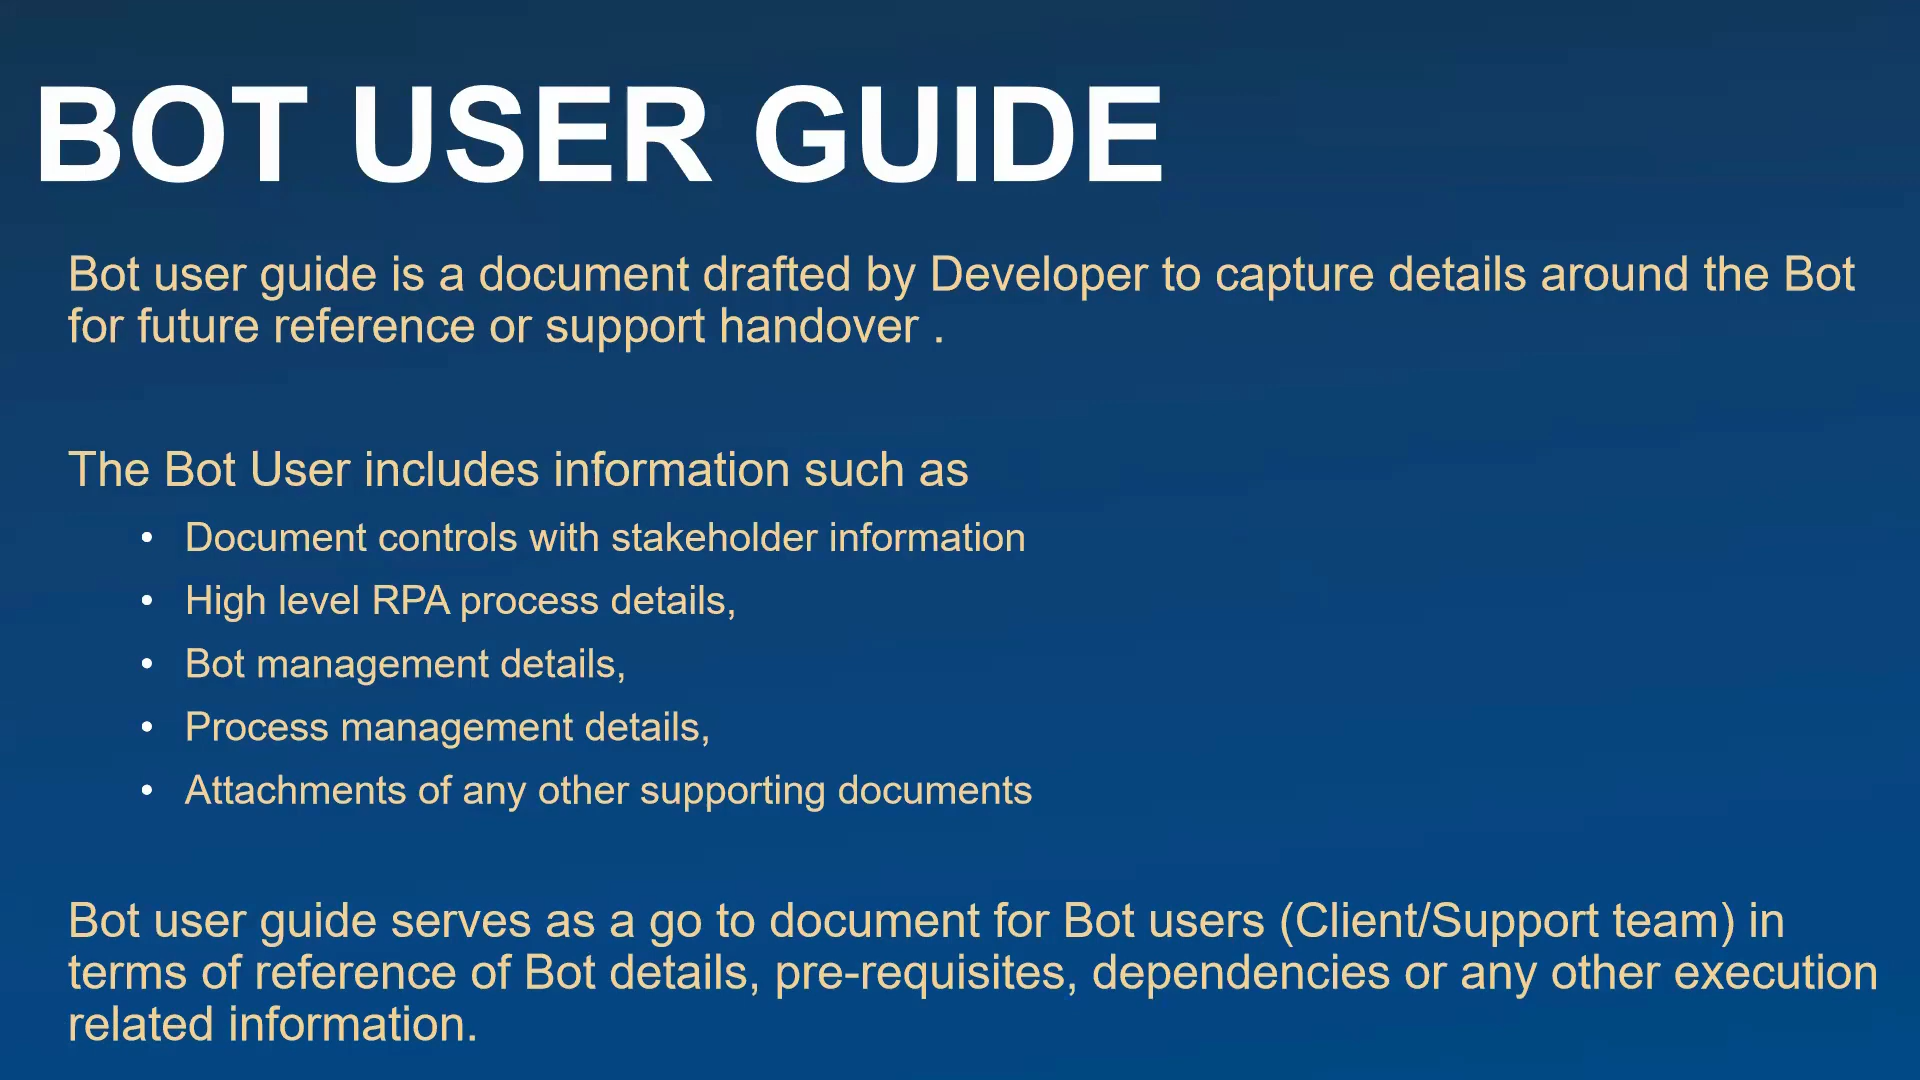 BOT USER GUIDE
Bot user guide is a document drafted by Developer to capture details around the Bot
for future reference or support handover .
The Bot User includes information such as
• Document controls with stakeholder information
• High level RPA process details,
• Bot management details,
• Process management details,
• Attachments of any other supporting documents
Bot user guide serves as a go to document for Bot users (Client/Support team) in
terms of reference of Bot details, pre-requisites, dependencies or any other execution
related information.